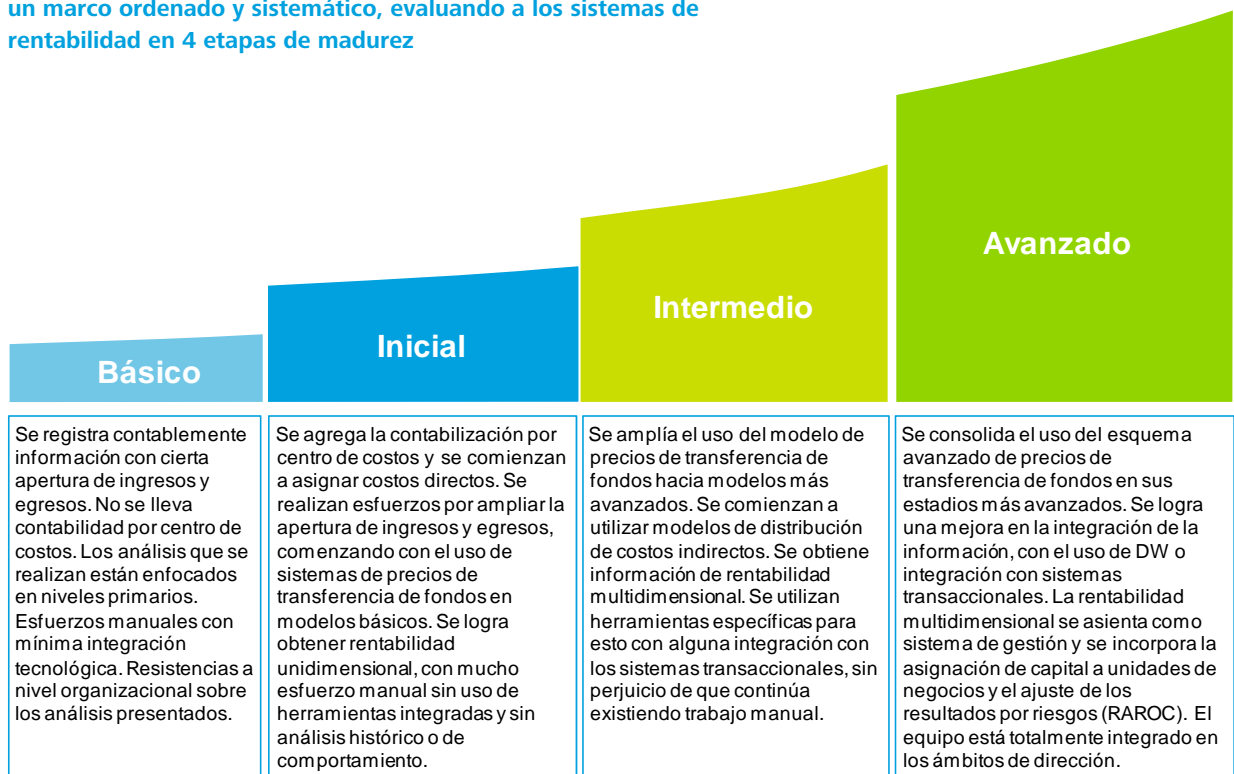 un marco ordenado y sistemático, evaluando a los sistemas de
rentabilidad en 4 etapas de madurez
Básico
Inicial
Intermedio
Avanzado
Se registra contablemente
información con cierta
apertura de ingresos y
egresos. No se lleva
contabilidad por centro de
costos. Los análisis que se
realizan están enfocados
en niveles primarios.
Esfuerzos manuales con
mínima integración
tecnológica. Resistencias a
nivel organizacional sobre
los análisis presentados.
Se agrega la contabilización por
centro de costos y se comienzan
a asignar costos directos. Se
realizan esfuerzos por ampliar la
apertura de ingresos y egresos,
comenzando con el uso de
sistemas de precios de
transferencia de fondos en
modelos básicos. Se logra
obtener rentabilidad
unidimensional, con mucho
esfuerzo manual sin uso de
herramientas integradas y sin
análisis histórico o de
comportamiento.
Se amplía el uso del modelo de
precios de transferencia de
fondos hacia modelos más
avanzados. Se comienzan a
utilizar modelos de distribución
de costos indirectos. Se obtiene
información de rentabilidad
multidimensional. Se utilizan
herramientas específicas para
esto con alguna integración con
los sistemas transaccionales, sin
perjuicio de que continúa
existiendo trabajo manual.
Se consolida el uso del esquema
avanzado de precios de
transferencia de fondos en sus
estadios más avanzados. Se logra
una mejora en la integración de la
información, con el uso de DW o
integración con sistemas
transaccionales. La rentabilidad
multidimensional se asienta como
sistema de gestión y se incorpora la
asignación de capital a unidades de
negocios y el ajuste de los
resultados por riesgos (RAROC). El
equipo está totalmente integrado en
los ámbitos de dirección.